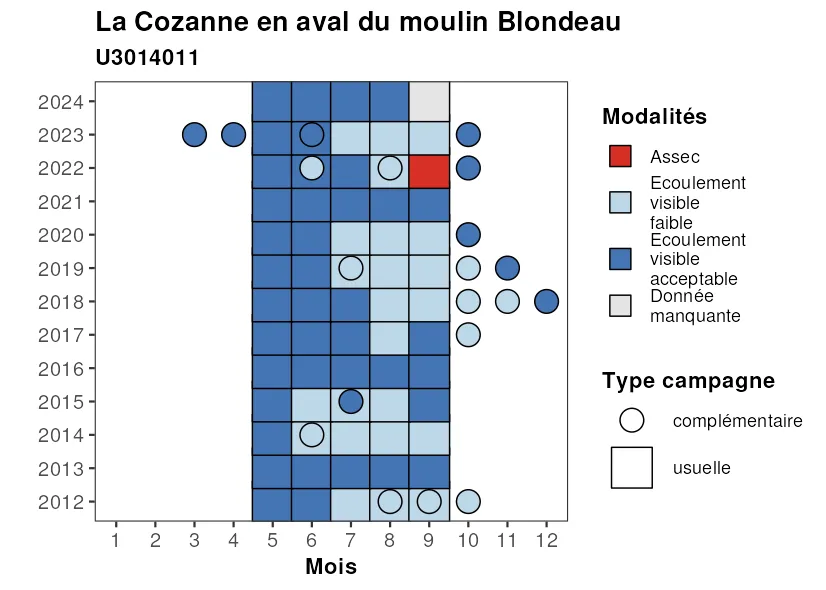 La Cozanne en aval du moulin Blondeau
U3014011
2024
2023
2022
2021
2020
2019
2018
2017
2016
2015
2014
2013
2012
1 2 3 4 5 6 7 8 9 10 11 12
Mois
Modalités
Assec
Ecoulement
visible
faible
Ecoulement
visible
acceptable
Donnée
manquante
Type campagne
complémentaire
usuelle